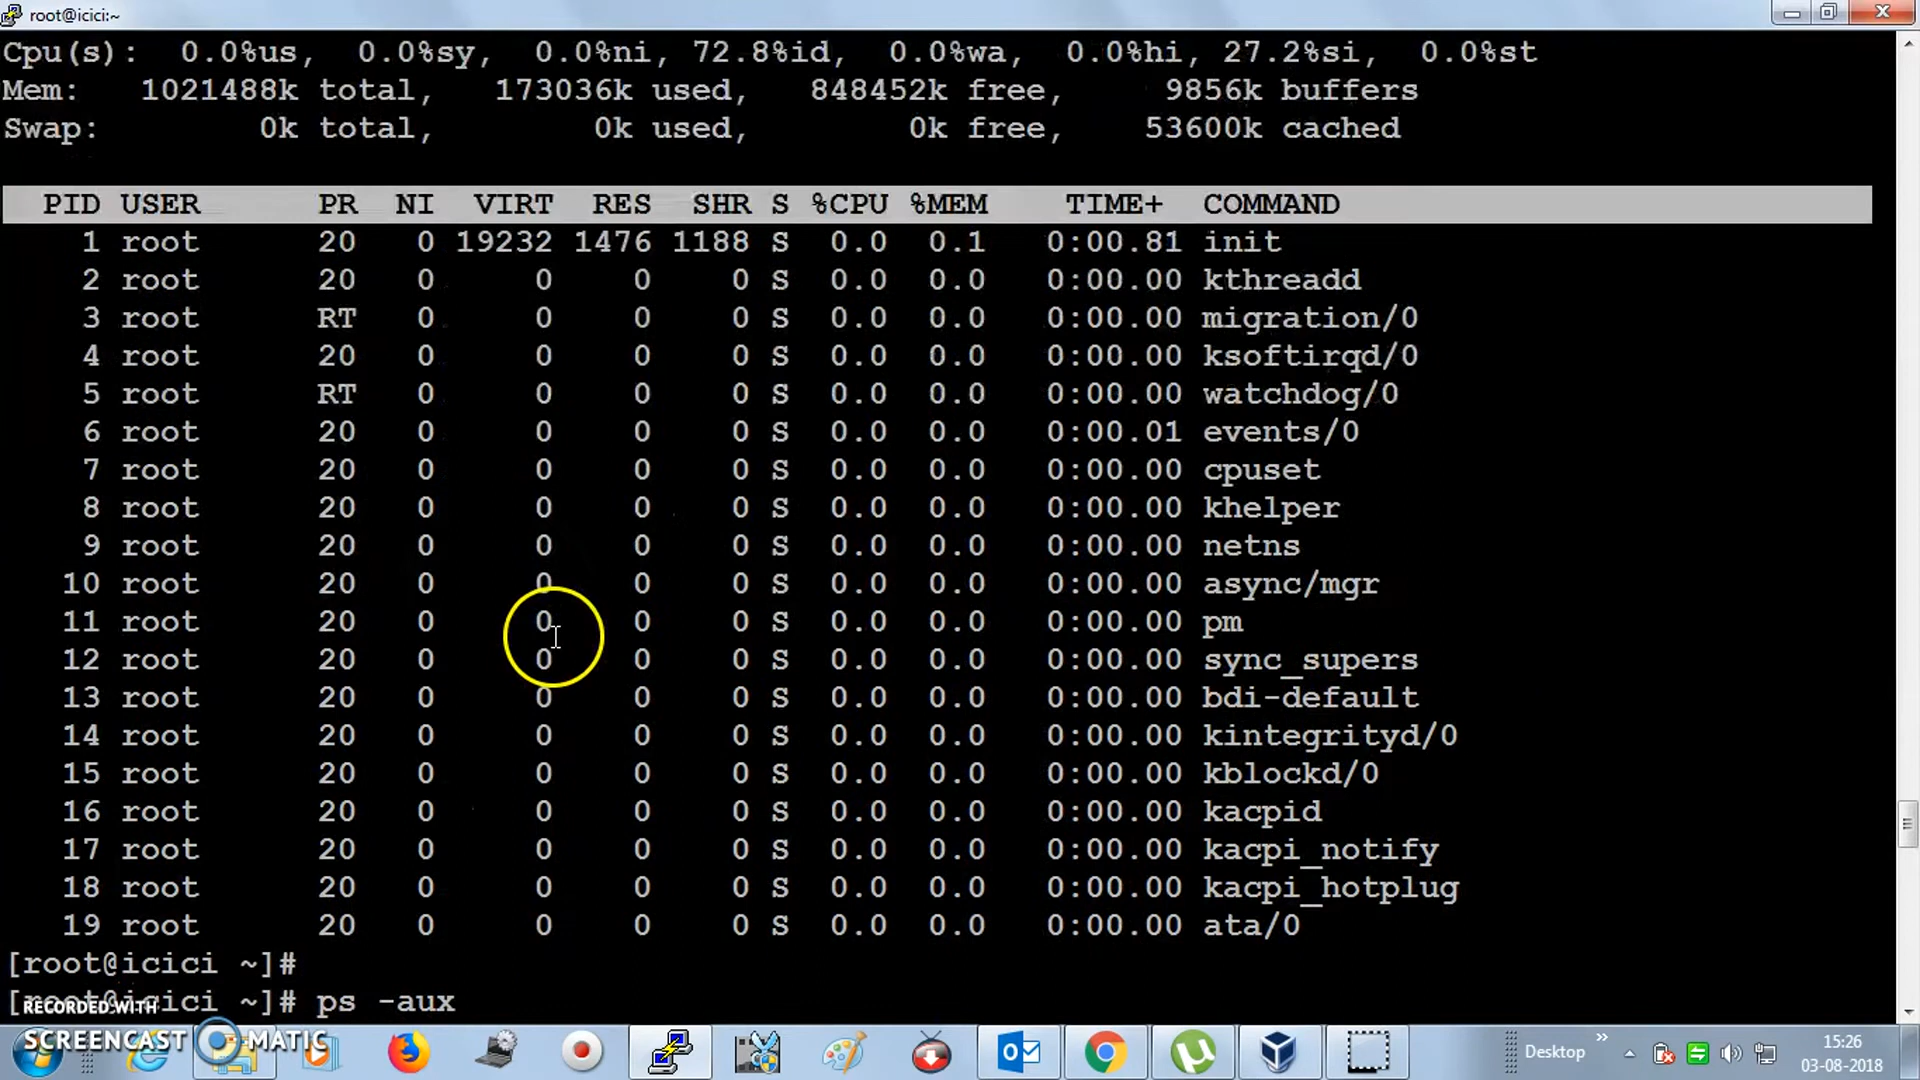 root@icici:~
Cpu(s):  0.0%us,  0.0%sy,  0.0%ni, 72.8%id,  0.0%wa,  0.0%hi, 27.2%si,  0.0%st
Mem:   1021488k total,   173036k used,   848452k free,     9856k buffers
Swap:        0k total,        0k used,        0k free,    53600k cached
PID USER      PR  NI  VIRT  RES  SHR S %CPU %MEM    TIME+  COMMAND
1 root      20   0 19232 1476 1188 S  0.0  0.1   0:00.81 init
2 root      20   0     0    0    0 S  0.0  0.0   0:00.00 kthreadd
3 root      RT   0     0    0    0 S  0.0  0.0   0:00.00 migration/0
4 root      20   0     0    0    0 S  0.0  0.0   0:00.00 ksoftirqd/0
5 root      RT   0     0    0    0 S  0.0  0.0   0:00.00 watchdog/0
6 root      20   0     0    0    0 S  0.0  0.0   0:00.01 events/0
7 root      20   0     0    0    0 S  0.0  0.0   0:00.00 cpuset
8 root      20   0     0    0    0 S  0.0  0.0   0:00.00 khelper
9 root      20   0     0    0    0 S  0.0  0.0   0:00.00 netns
10 root      20   0     0    0    0 S  0.0  0.0   0:00.00 async/mgr
11 root      20   0     0    0    0 S  0.0  0.0   0:00.00 pm
12 root      20   0     0    0    0 S  0.0  0.0   0:00.00 sync_supers
13 root      20   0     0    0    0 S  0.0  0.0   0:00.00 bdi-default
14 root      20   0     0    0    0 S  0.0  0.0   0:00.00 kintegrityd/0
15 root      20   0     0    0    0 S  0.0  0.0   0:00.00 kblockd/0
16 root      20   0     0    0    0 S  0.0  0.0   0:00.00 kacpid
17 root      20   0     0    0    0 S  0.0  0.0   0:00.00 kacpi_notify
18 root      20   0     0    0    0 S  0.0  0.0   0:00.00 kacpi_hotplug
19 root      20   0     0    0    0 S  0.0  0.0   0:00.00 ata/0
[root@icici ~]#
[root@icici ~]# ps -aux
RECORDED WITH
SCREENCAST MATIC
Desktop
15:26
03-08-2018